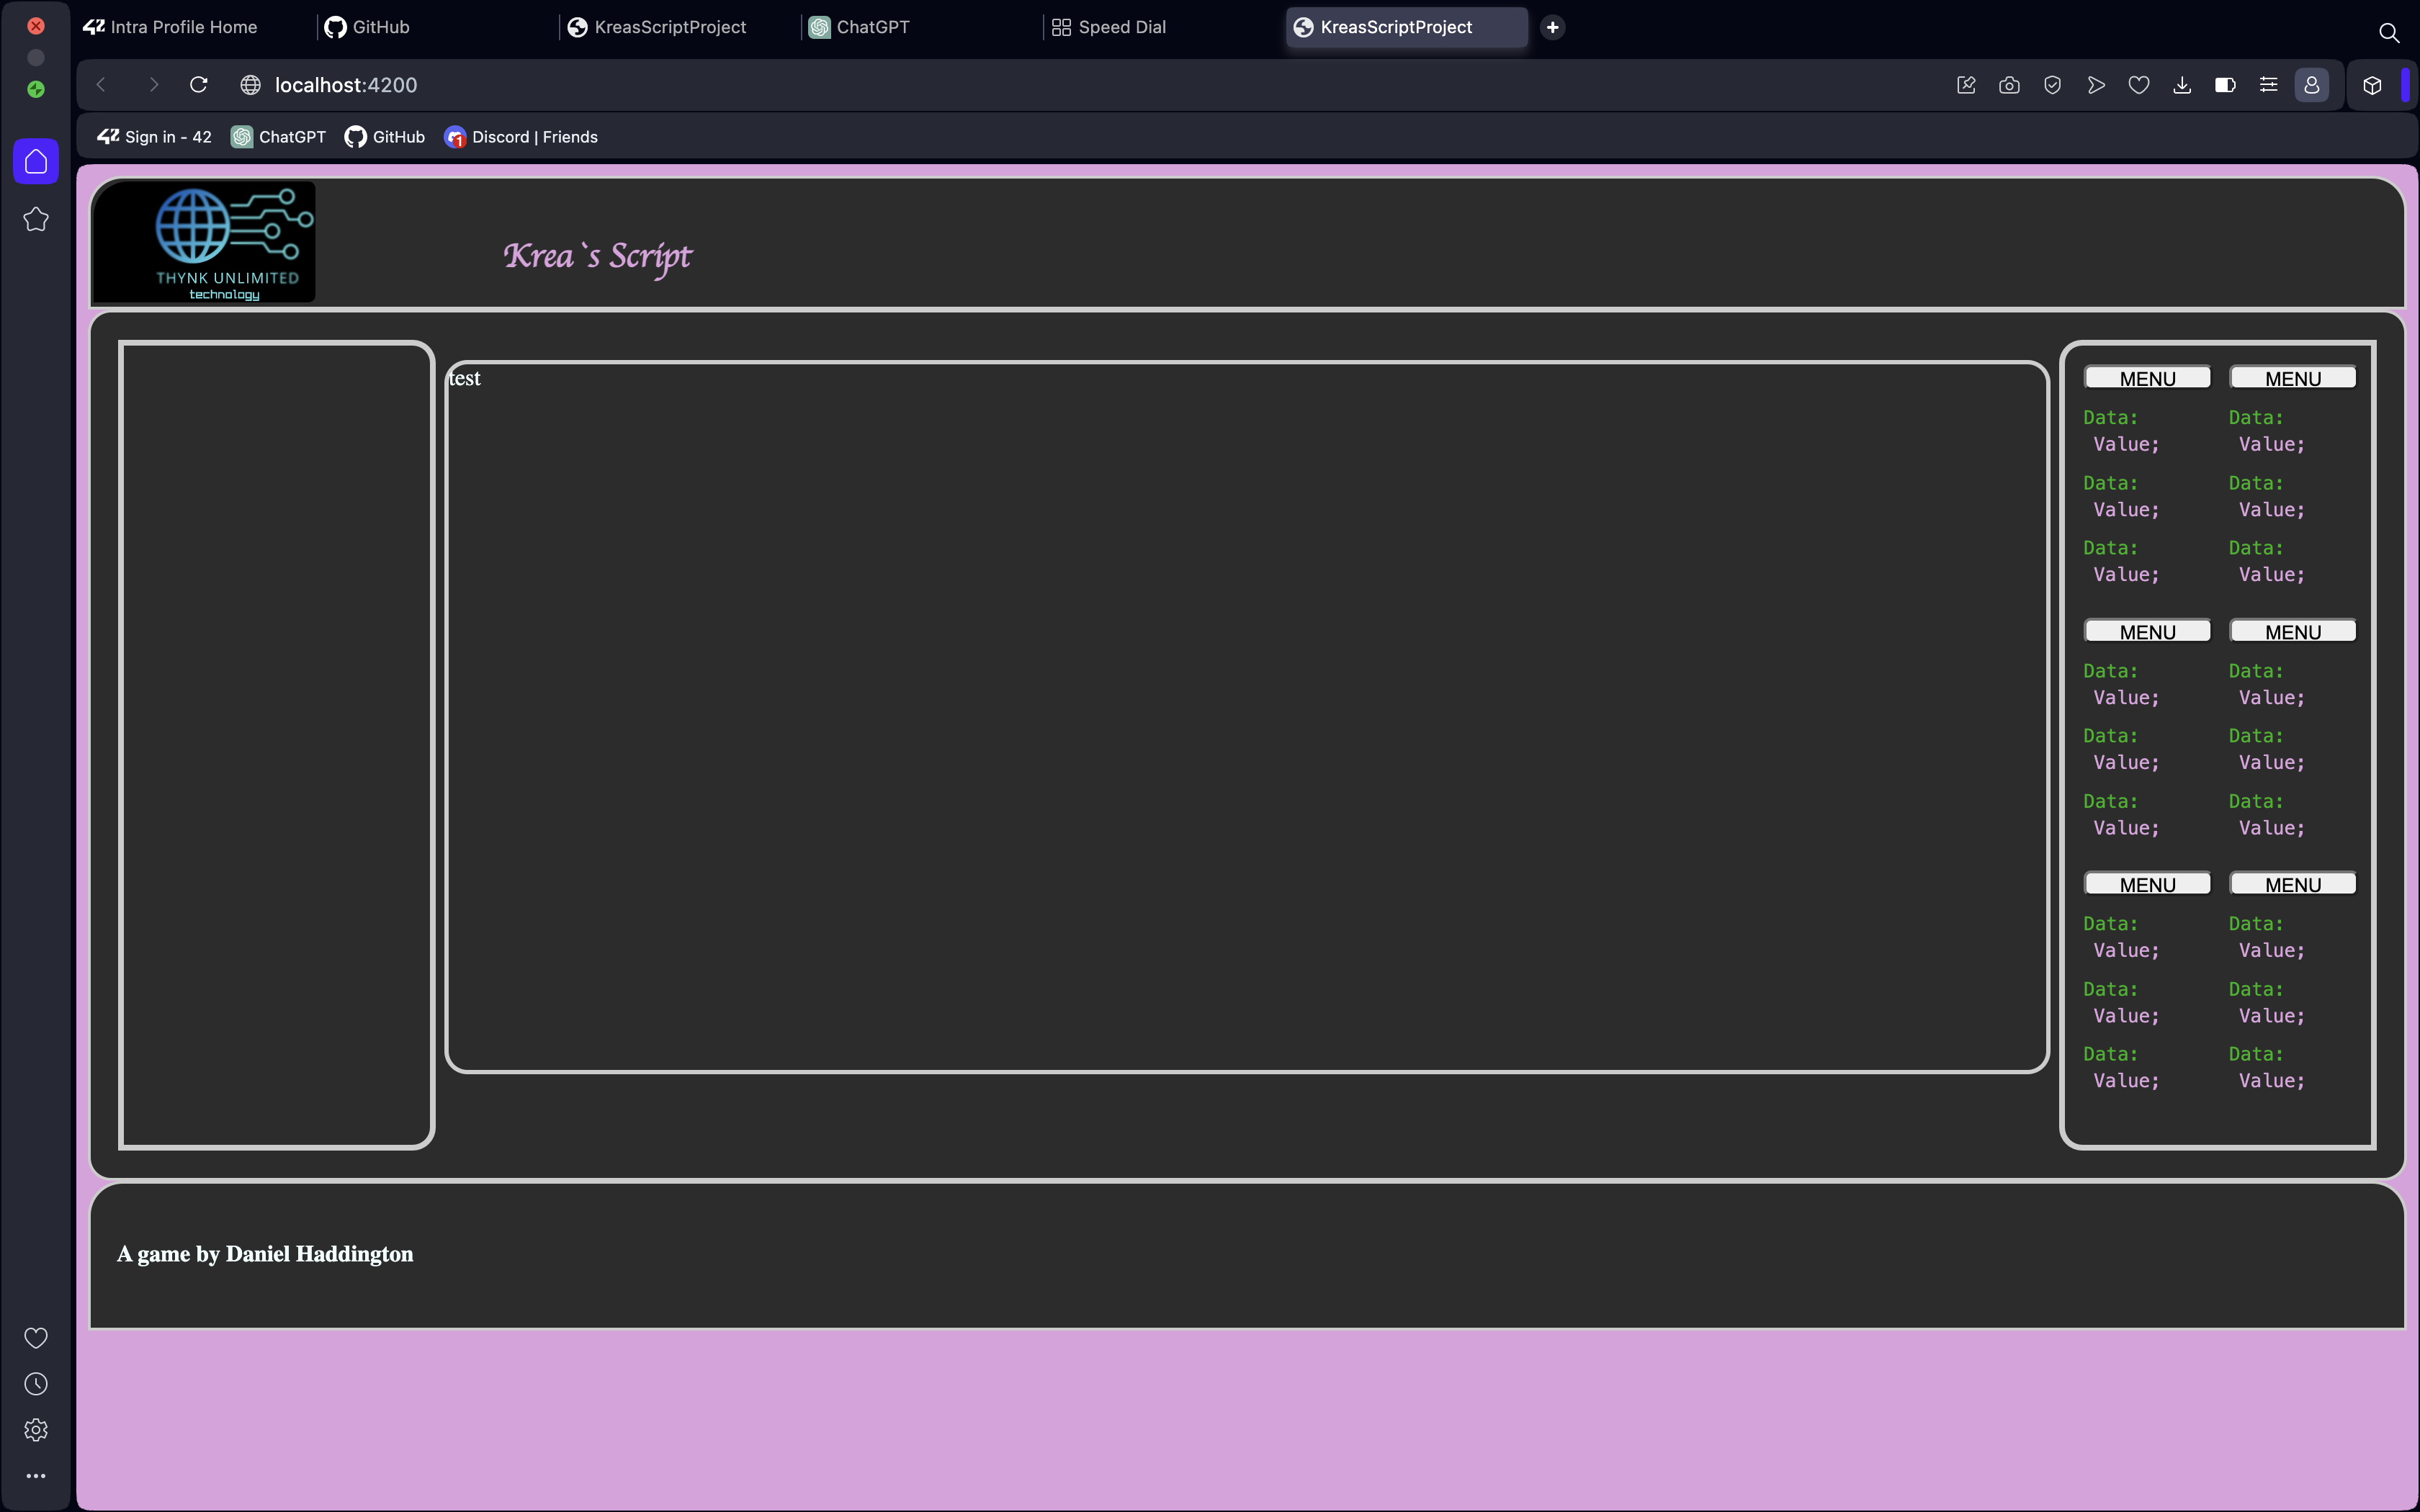 Intra Profile Home
GitHub
KreasScriptProject
ChatGPT
Speed Dial
KreasScriptProject
localhost:4200
Sign in - 42
ChatGPT
GitHub
1
Discord | Friends
THYNK UNLIMITED
technology
Krea`s Script
test
MENU MENU
Data: Data:
Value; Value;
Data: Data:
Value; Value;
Data: Data:
Value; Value;
MENU MENU
Data: Data:
Value; Value;
Data: Data:
Value; Value;
Data: Data:
Value; Value;
MENU MENU
Data: Data:
Value; Value;
Data: Data:
Value; Value;
Data: Data:
Value; Value;
A game by Daniel Haddington